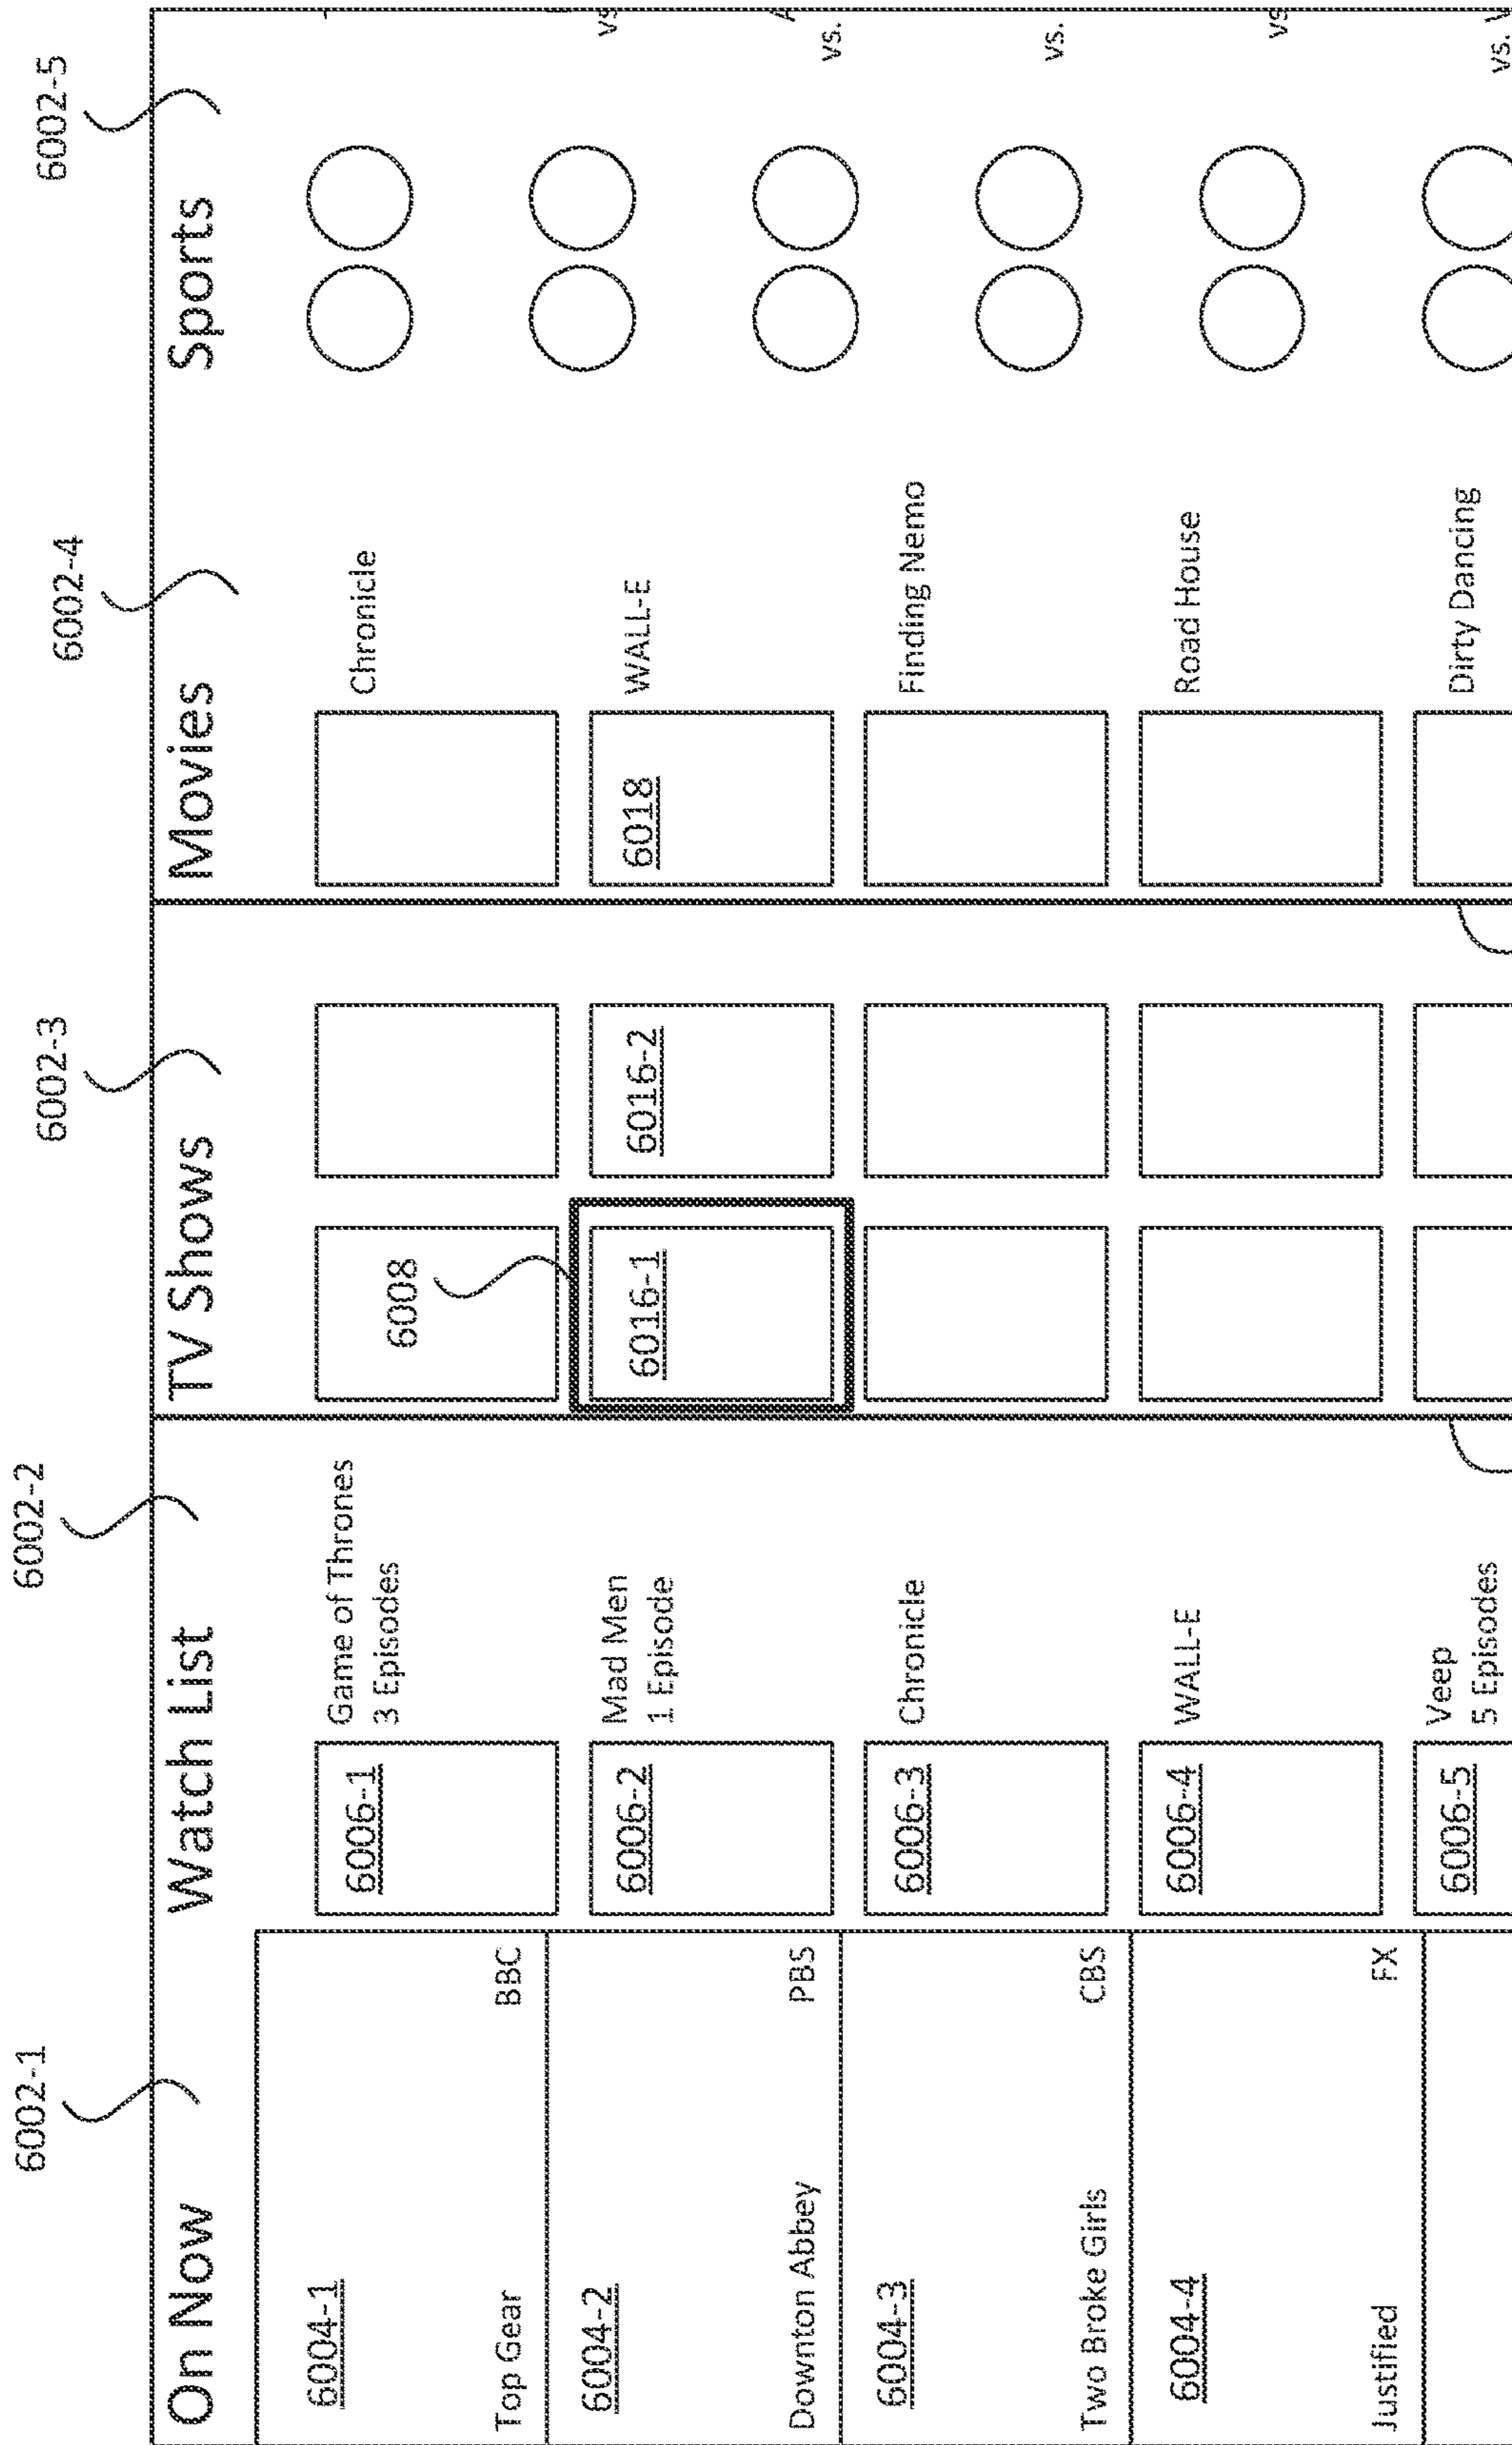 6002-1
6002-2
6002-3
6002-4
6002-5
On Now
Watch List
TV Shows
Movies
Sports
6004-1
Top Gear
BBC
6004-2
Downton Abbey
PBS
6004-3
Two Broke Girls
CBS
6004-4
Justified
FX
6006-1
Game of Thrones
3 Episodes
6006-2
Mad Men
1 Episode
6006-3
Chronicle
6006-4
WALL-E
6006-5
Veep
5 Episodes
6008
6016-1
6016-2
Chronicle
6018
WALL-E
Finding Nemo
Road House
Dirty Dancing
vs
vs.
vs.
vs
vs.